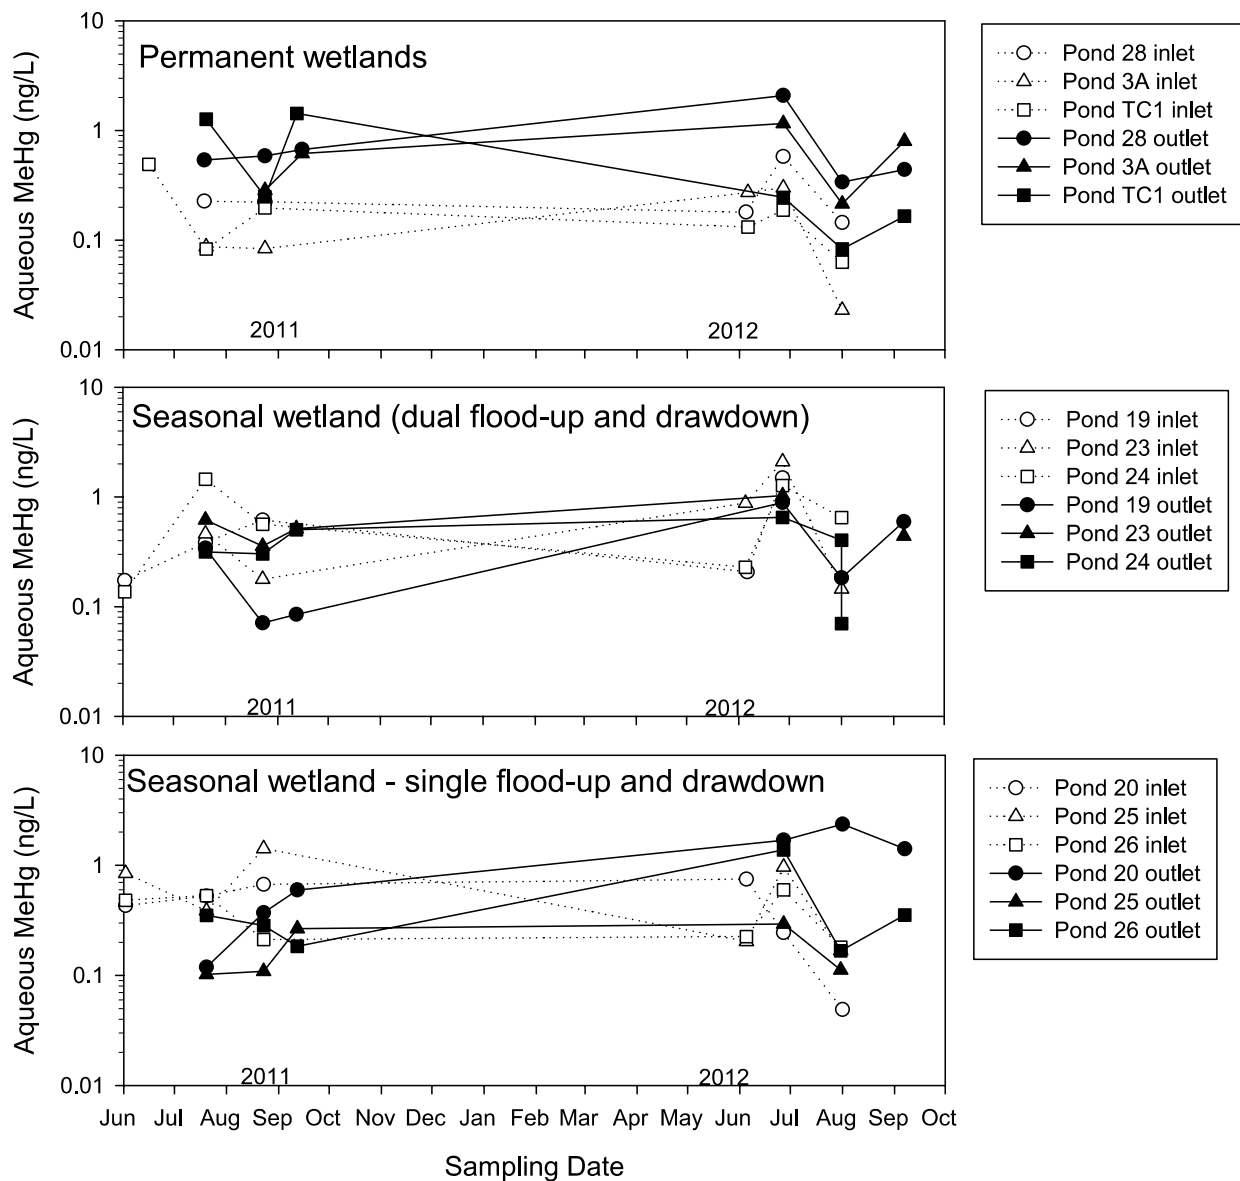 Permanent wetlands
Aqueous MeHg (ng/L)
10
1
0.1
0.01
2011
2012
Pond 28 inlet
Pond 3A inlet
Pond TC1 inlet
Pond 28 outlet
Pond 3A outlet
Pond TC1 outlet
Seasonal wetland (dual flood-up and drawdown)
Aqueous MeHg (ng/L)
10
1
0.1
0.01
2011
2012
Pond 19 inlet
Pond 23 inlet
Pond 24 inlet
Pond 19 outlet
Pond 23 outlet
Pond 24 outlet
Seasonal wetland - single flood-up and drawdown
Aqueous MeHg (ng/L)
10
1
0.1
0.01
2011
2012
Pond 20 inlet
Pond 25 inlet
Pond 26 inlet
Pond 20 outlet
Pond 25 outlet
Pond 26 outlet
Jun Jul Aug Sep Oct Nov Dec Jan Feb Mar Apr May Jun Jul Aug Sep Oct
Sampling Date